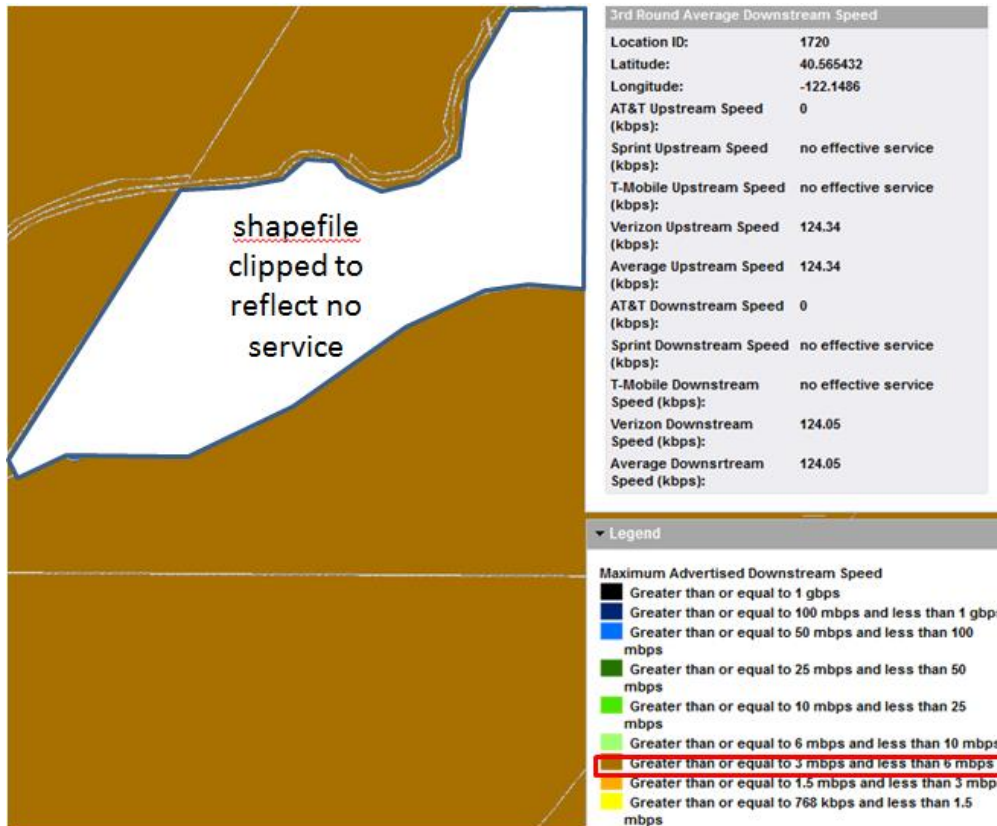 3rd Round Average Downstream Speed
Location ID: 1720
Latitude: 40.565432
Longitude: -122.1486
AT&T Upstream Speed 0
(kbps):
Sprint Upstream Speed no effective service
(kbps):
T-Mobile Upstream Speed no effective service
(kbps):
Verizon Upstream Speed 124.34
(kbps):
Average Upstream Speed 124.34
(kbps):
AT&T Downstream Speed 0
(kbps):
Sprint Downstream Speed no effective service
(kbps):
T-Mobile Downstream no effective service
Speed (kbps):
Verizon Downstream 124.05
Speed (kbps):
Average Downsrtream 124.05
Speed (kbps):
shapefile
clipped to
reflect no
service
Legend
Maximum Advertised Downstream Speed
Greater than or equal to 1 gbps
Greater than or equal to 100 mbps and less than 1 gbps
Greater than or equal to 50 mbps and less than 100
mbps
Greater than or equal to 25 mbps and less than 50
mbps
Greater than or equal to 10 mbps and less than 25
mbps
Greater than or equal to 6 mbps and less than 10 mbps
Greater than or equal to 3 mbps and less than 6 mbps
Greater than or equal to 1.5 mbps and less than 3 mbp
Greater than or equal to 768 kbps and less than 1.5
mbps